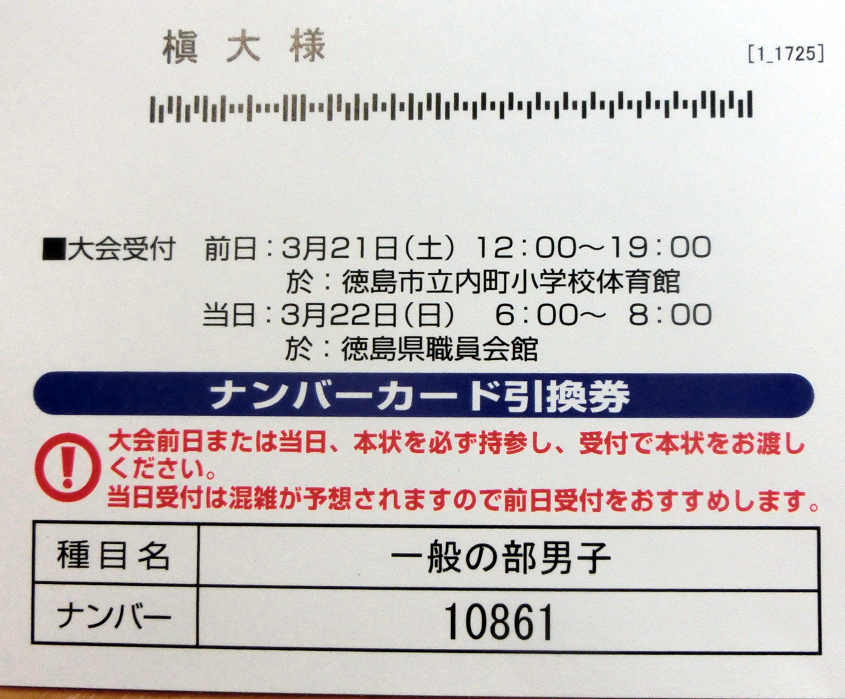 槇 大 様
[1_1725]
■大会受付 前日：3月21日（土） 12：00～19：00
於：徳島市立内町小学校体育館
当日：3月22日（日） 6：00～ 8：00
於：徳島県職員会館
ナンバーカード引換券
大会前日または当日、本状を必ず持参し、受付で本状をお渡し
ください。
当日受付は混雑が予想されますので前日受付をおすすめします。
種目名 一般の部男子
ナンバー 10861